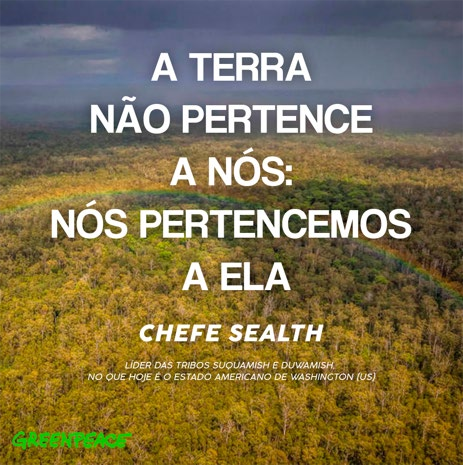 A TERRA
NÃO PERTENCE
A NÓS:
NÓS PERTENCEMOS
A ELA
CHEFE SEALTH
LÍDER DAS TRIBOS SUQUAMISH E DUWAMISH,
NO QUE HOJE É O ESTADO AMERICANO DE WASHINGTON (US)
GREENPEACE